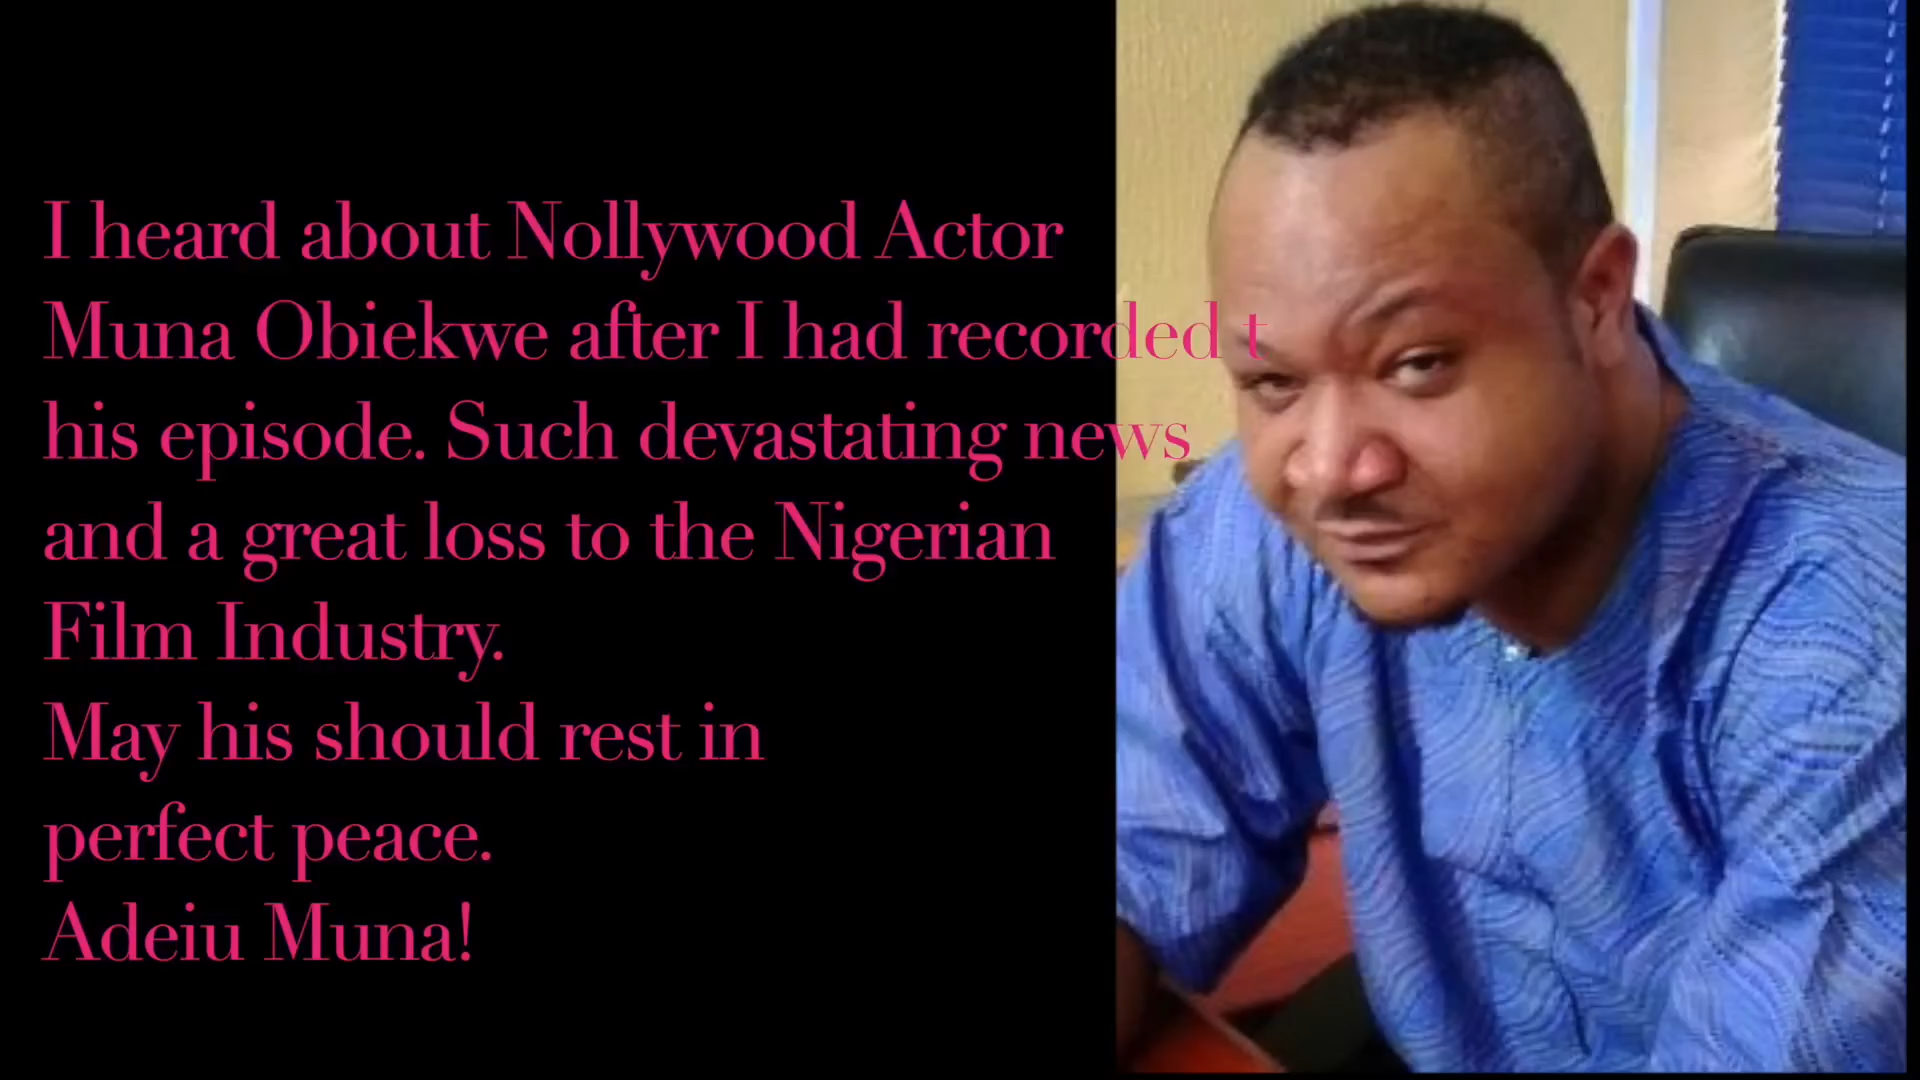 I heard about Nollywood Actor
Muna Obiekwe after I had recorded t
his episode. Such devastating news
and a great loss to the Nigerian
Film Industry.
May his should rest in
perfect peace.
Adeiu Muna!